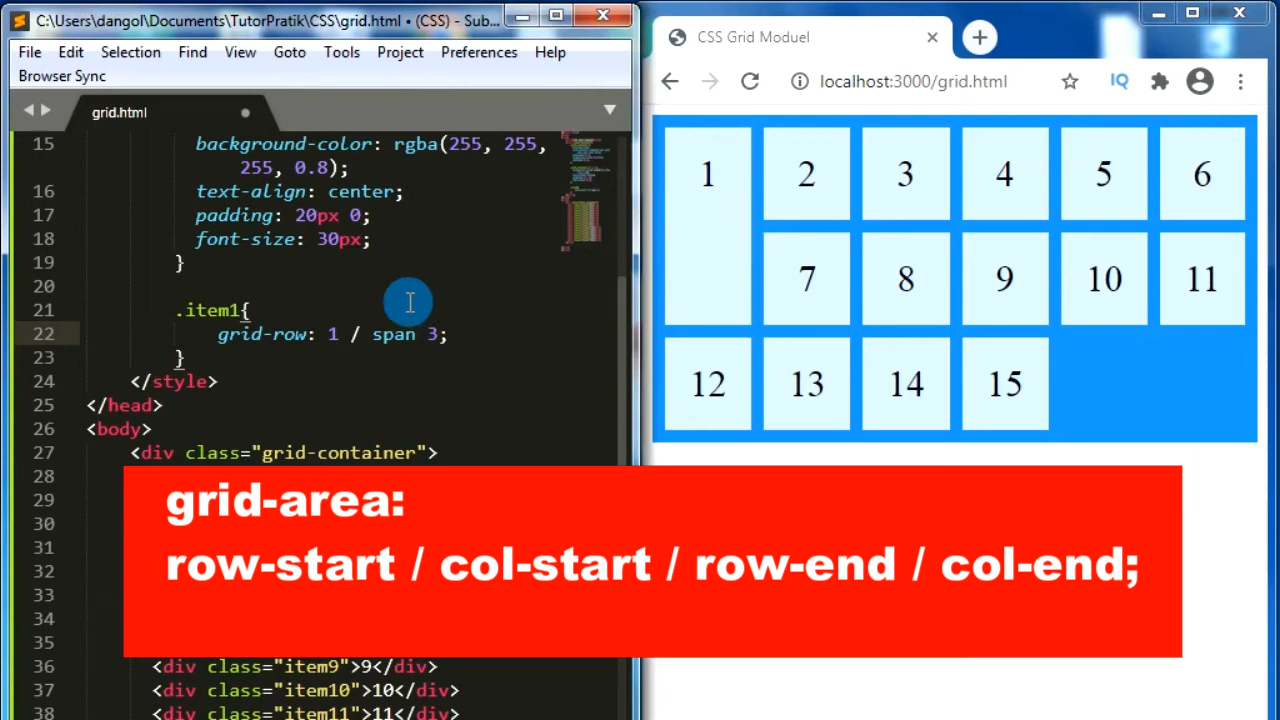 C:\Users\dangol\Documents\TutorPratik\CSS\grid.html • (CSS) - Sub...
File Edit Selection Find View Goto Tools Project Preferences Help
Browser Sync
grid.html
15 background-color: rgba(255, 255,
255, 0.8);
16 text-align: center;
17 padding: 20px 0;
18 font-size: 30px;
19 }
20
21 .item1{
22 grid-row: 1 / span 3;
23 }
24 </style>
25 </head>
26 <body>
27 <div class="grid-container">
28
29
30
31
32
33
34
35
36 <div class="item9">9</div>
37 <div class="item10">10</div>
38 <div class="item11">11</div>
CSS Grid Moduel
localhost:3000/grid.html
IQ
1 2 3 4 5 6
7 8 9 10 11
12 13 14 15
grid-area:
row-start / col-start / row-end / col-end;